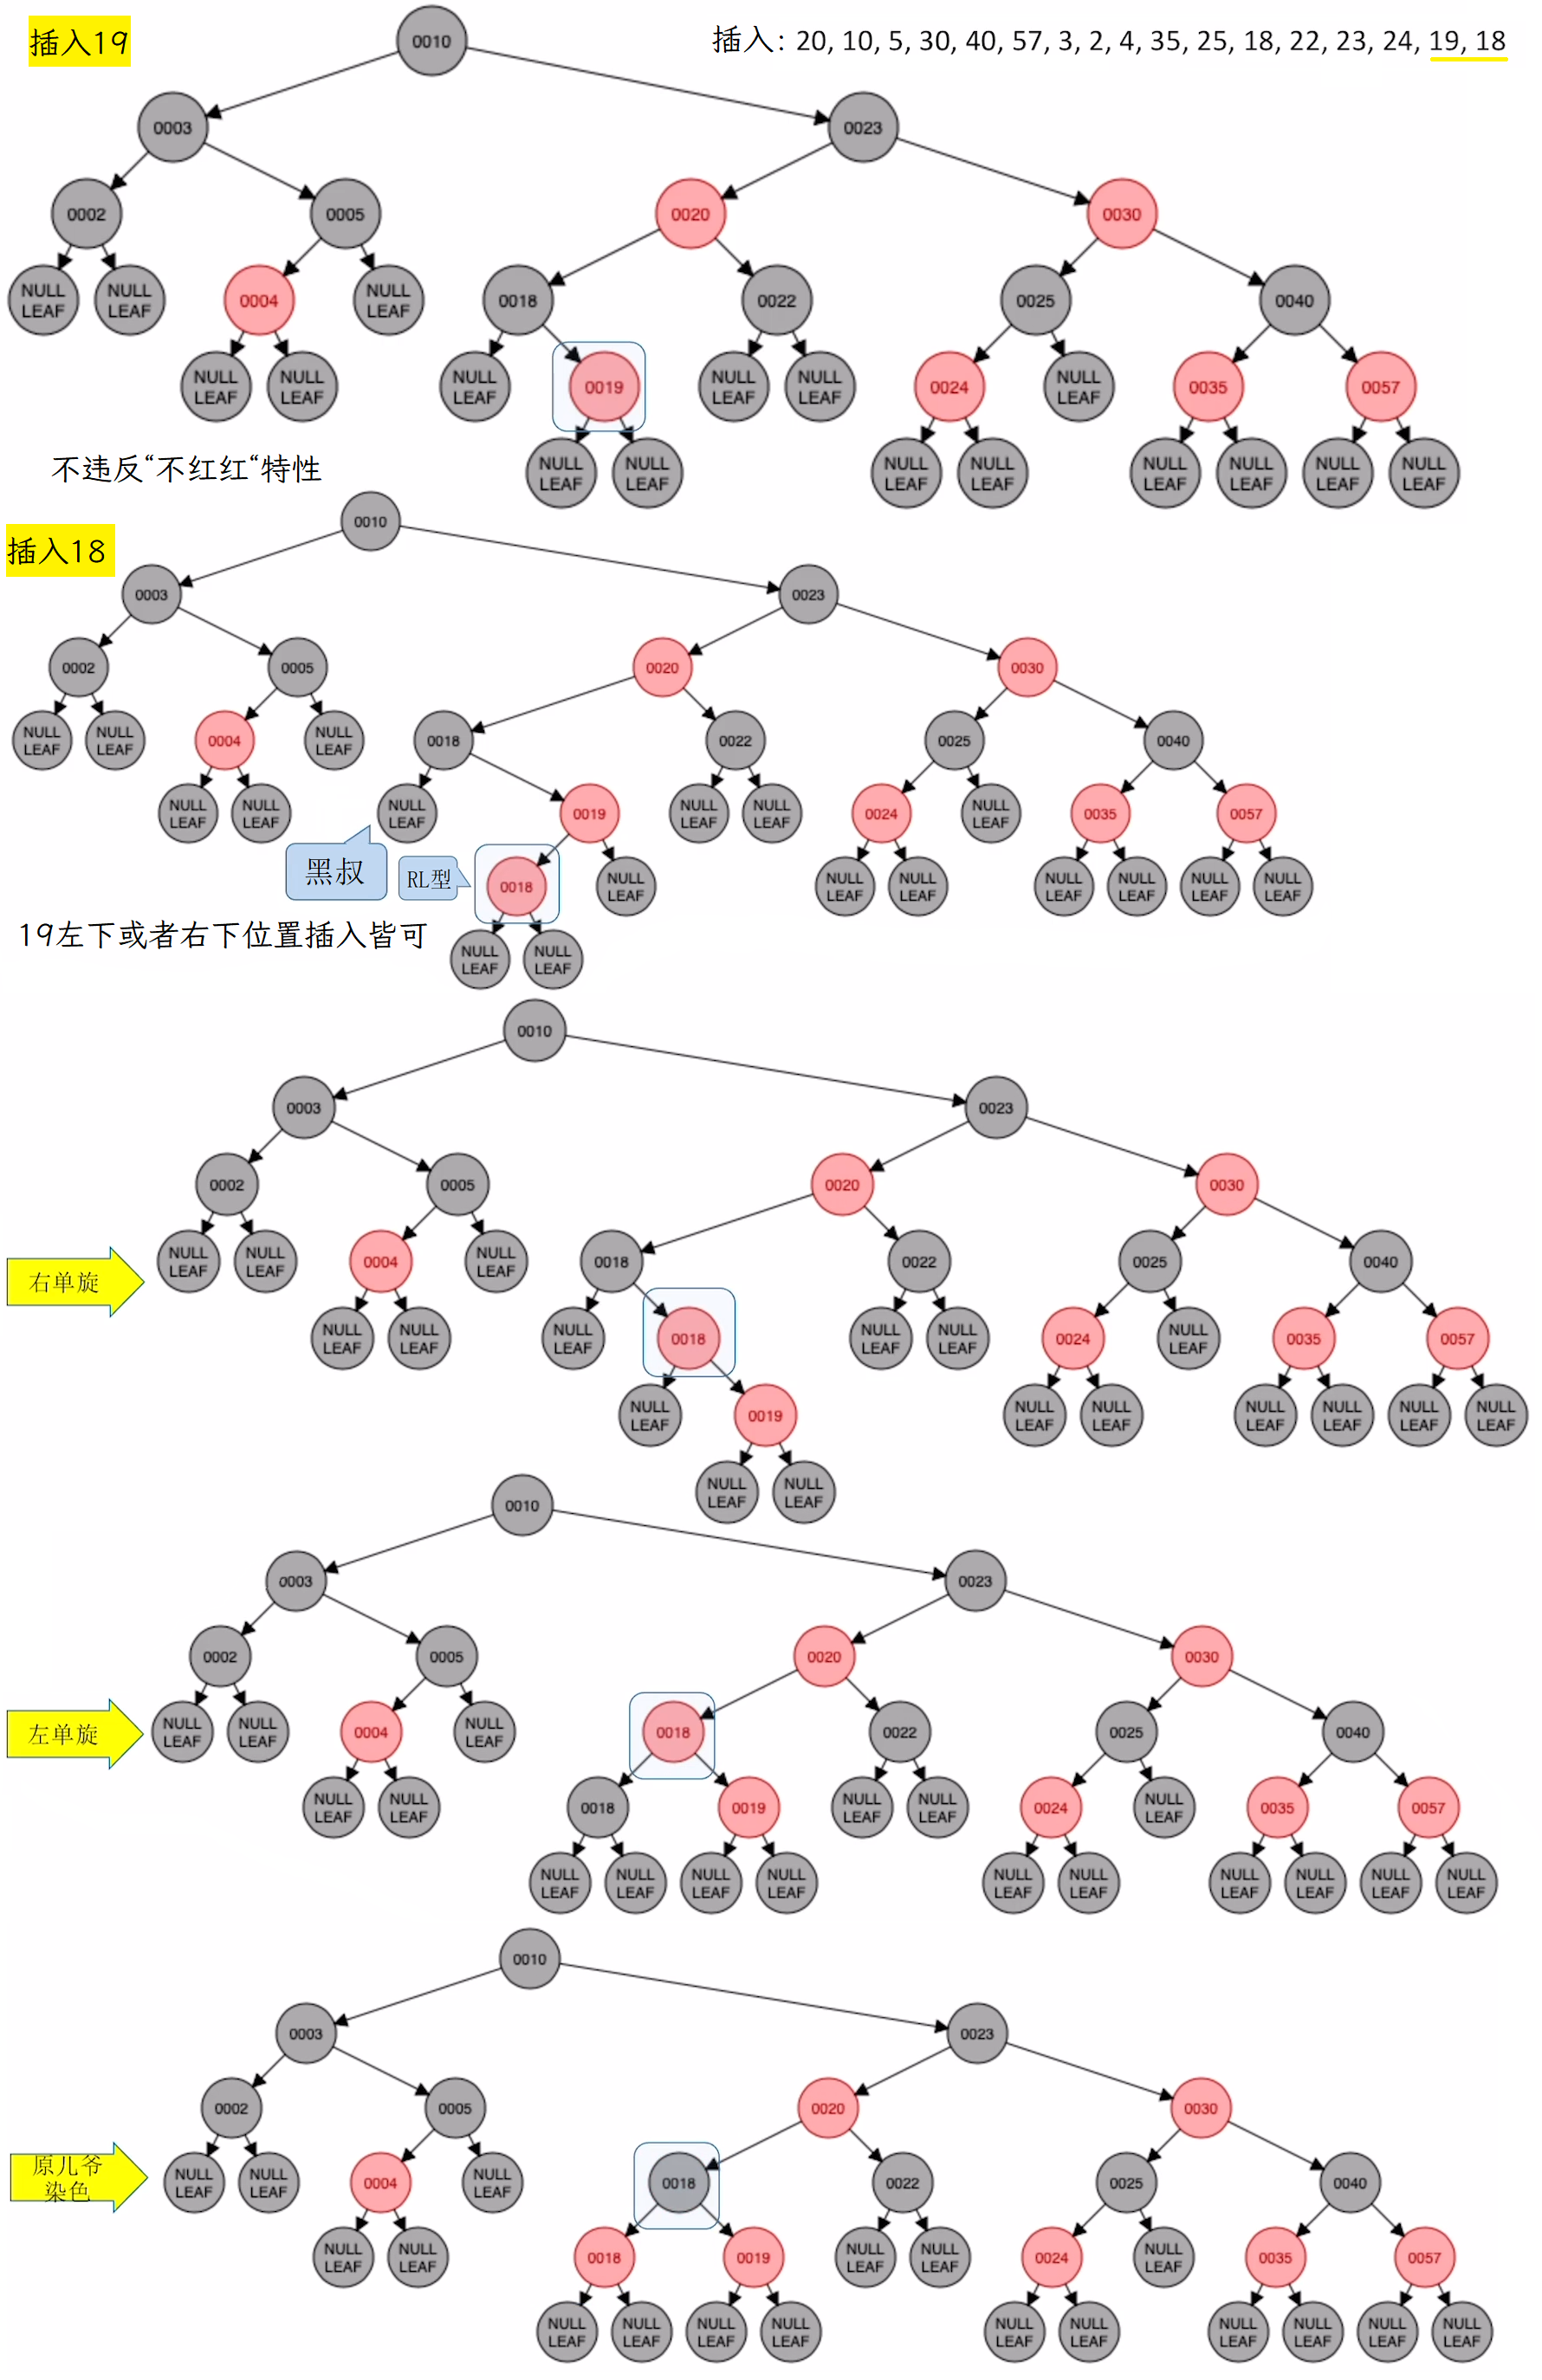 插入19
插入: 20, 10, 5, 30, 40, 57, 3, 2, 4, 35, 25, 18, 22, 23, 24, 19, 18
0010
0003
0023
0002
0005
0020
0030
NULL LEAF
NULL LEAF
0004
NULL LEAF
0018
0022
0025
0040
NULL LEAF
NULL LEAF
NULL LEAF
0019
NULL LEAF
NULL LEAF
0024
NULL LEAF
0035
0057
NULL LEAF
NULL LEAF
NULL LEAF
NULL LEAF
NULL LEAF
NULL LEAF
NULL LEAF
NULL LEAF
不违反“不红红“特性
插入18
0010
0003
0023
0002
0005
0020
0030
NULL LEAF
NULL LEAF
0004
NULL LEAF
0018
0022
0025
0040
NULL LEAF
NULL LEAF
NULL LEAF
0019
NULL LEAF
NULL LEAF
0024
NULL LEAF
0035
0057
黑叔
RL型
0018
NULL LEAF
NULL LEAF
NULL LEAF
NULL LEAF
NULL LEAF
NULL LEAF
NULL LEAF
NULL LEAF
NULL LEAF
19左下或者右下位置插入皆可
0010
0003
0023
0002
0005
0020
0030
右单旋
NULL LEAF
NULL LEAF
0004
NULL LEAF
0018
0022
0025
0040
NULL LEAF
NULL LEAF
NULL LEAF
0018
NULL LEAF
NULL LEAF
0024
NULL LEAF
0035
0057
NULL LEAF
0019
NULL LEAF
NULL LEAF
NULL LEAF
NULL LEAF
NULL LEAF
NULL LEAF
NULL LEAF
NULL LEAF
0010
0003
0023
0002
0005
0020
0030
左单旋
NULL LEAF
NULL LEAF
0004
NULL LEAF
0018
0022
0025
0040
NULL LEAF
NULL LEAF
0018
0019
NULL LEAF
NULL LEAF
0024
NULL LEAF
0035
0057
NULL LEAF
NULL LEAF
NULL LEAF
NULL LEAF
NULL LEAF
NULL LEAF
NULL LEAF
NULL LEAF
NULL LEAF
NULL LEAF
0010
0003
0023
0002
0005
0020
0030
原儿爷
染色
NULL LEAF
NULL LEAF
0004
NULL LEAF
0018
0022
0025
0040
NULL LEAF
NULL LEAF
0018
0019
NULL LEAF
NULL LEAF
0024
NULL LEAF
0035
0057
NULL LEAF
NULL LEAF
NULL LEAF
NULL LEAF
NULL LEAF
NULL LEAF
NULL LEAF
NULL LEAF
NULL LEAF
NULL LEAF